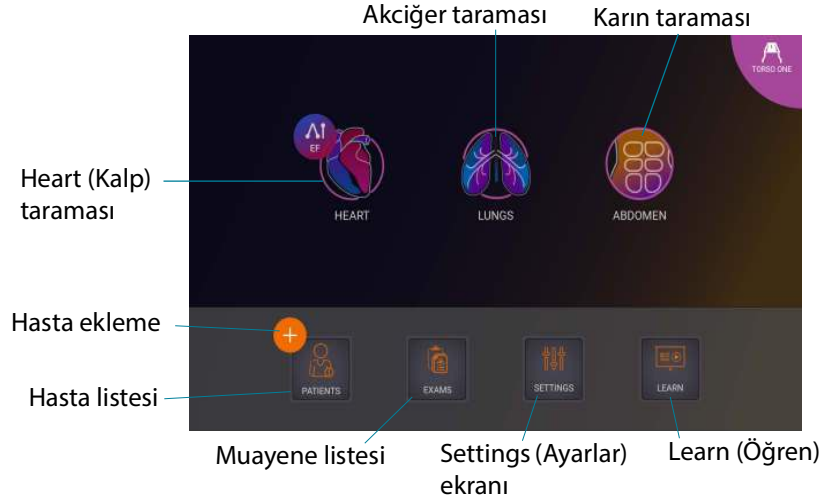 Akciğer taraması
Karın taraması
TORSO ONE
EF
Heart (Kalp)
taraması
HEART
LUNGS
ABDOMEN
Hasta ekleme
+
Hasta listesi
PATIENTS
EXAMS
SETTINGS
LEARN
Muayene listesi
Settings (Ayarlar)
ekranı
Learn (Öğren)